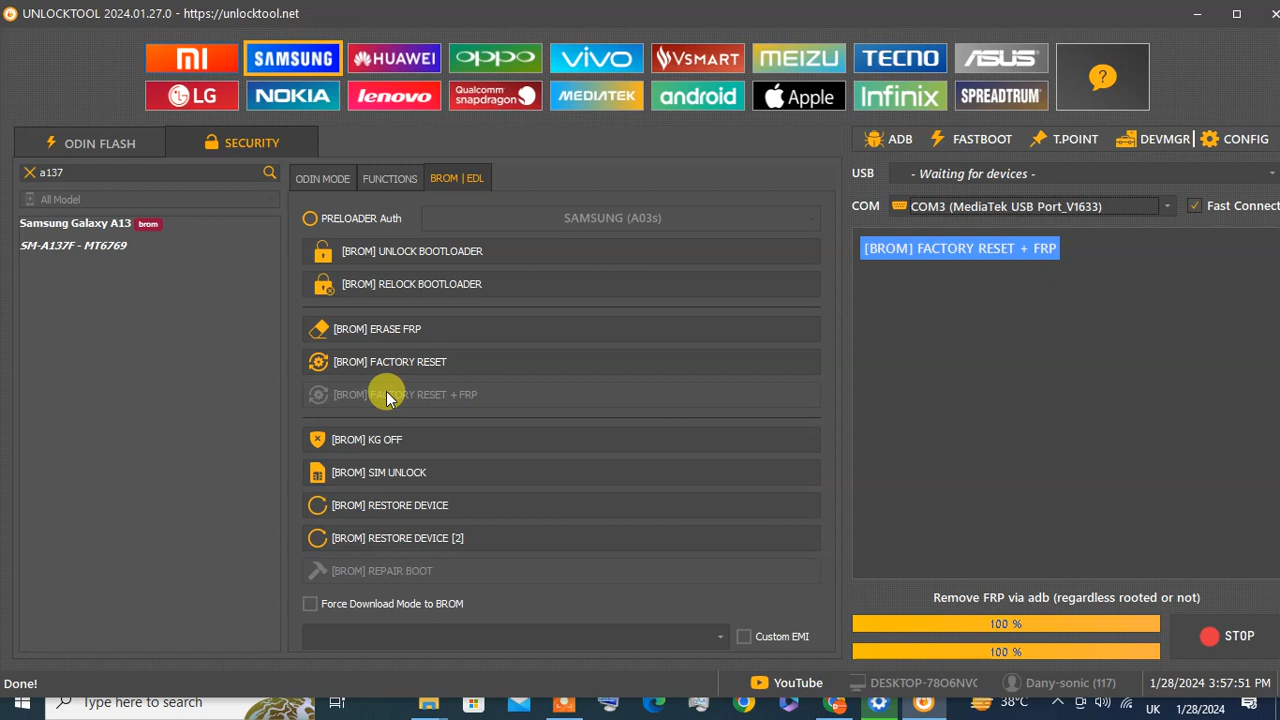 UNLOCKTOOL 2024.01.27.0 - https://unlocktool.net
MI SAMSUNG HUAWEI oppo vivo VSMART MEIZU TECNO ASUS ?
LG NOKIA lenovo Qualcomm snapdragon MEDIATEK android Apple Infinix SPREADTRUM
ODIN FLASH SECURITY
ADB FASTBOOT T.POINT DEVMGR CONFIG
a137
All Model
Samsung Galaxy A13 brom
SM-A137F - MT6769
ODIN MODE FUNCTIONS BROM | EDL
PRELOADER Auth SAMSUNG (A03s)
[BROM] UNLOCK BOOTLOADER
[BROM] RELOCK BOOTLOADER
[BROM] ERASE FRP
[BROM] FACTORY RESET
[BROM] FACTORY RESET + FRP
[BROM] KG OFF
[BROM] SIM UNLOCK
[BROM] RESTORE DEVICE
[BROM] RESTORE DEVICE [2]
[BROM] REPAIR BOOT
Force Download Mode to BROM
Custom EMI
USB - Waiting for devices -
COM COM3 (MediaTek USB Port_V1633) Fast Connect
[BROM] FACTORY RESET + FRP
Remove FRP via adb (regardless rooted or not)
100 %
100 %
STOP
Done! YouTube DESKTOP-78O6NVC Dany-sonic (117) 1/28/2024 3:57:51 PM
Type here to search 38°C UK 1/28/2024